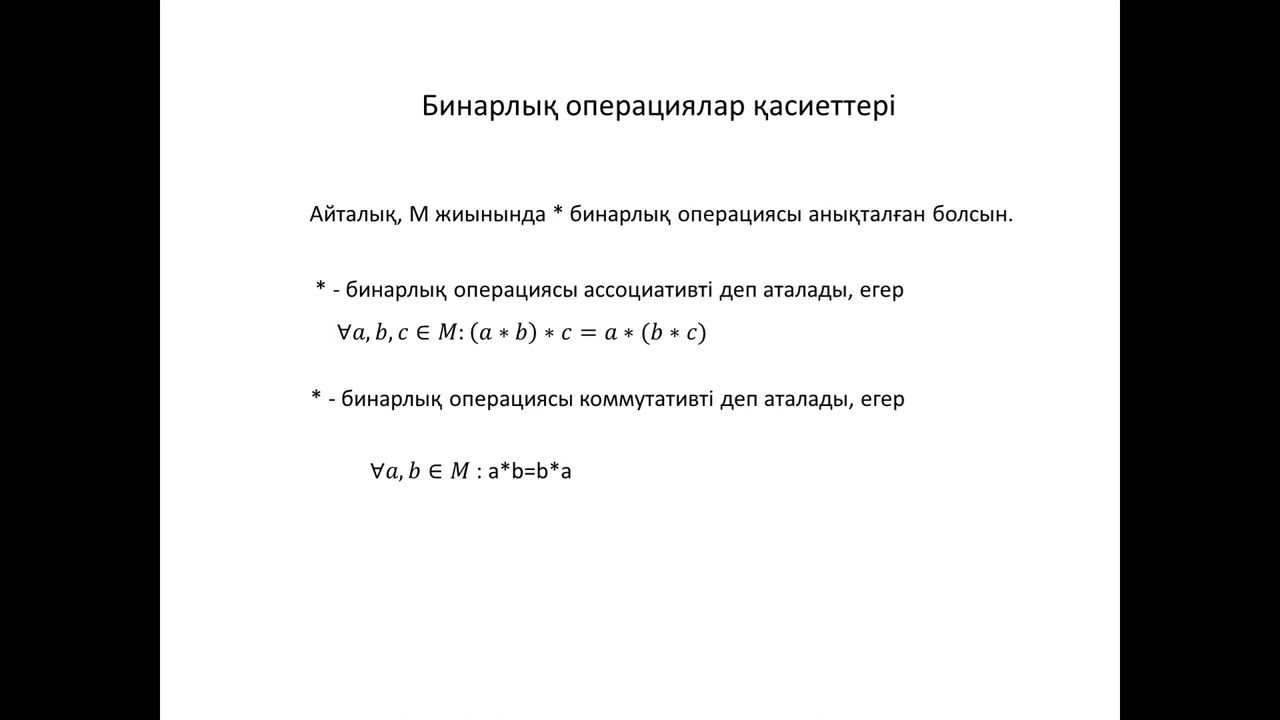 Бинарлық операциялар қасиеттері
Айталық, М жиынында * бинарлық операциясы анықталған болсын.
* - бинарлық операциясы ассоциативті деп аталады, егер
∀𝑎, 𝑏, 𝑐 ∈ 𝑀: (𝑎 ∗ 𝑏) ∗ 𝑐 = 𝑎 ∗ (𝑏 ∗ 𝑐)
* - бинарлық операциясы коммутативті деп аталады, егер
∀𝑎, 𝑏 ∈ 𝑀 : a*b=b*a